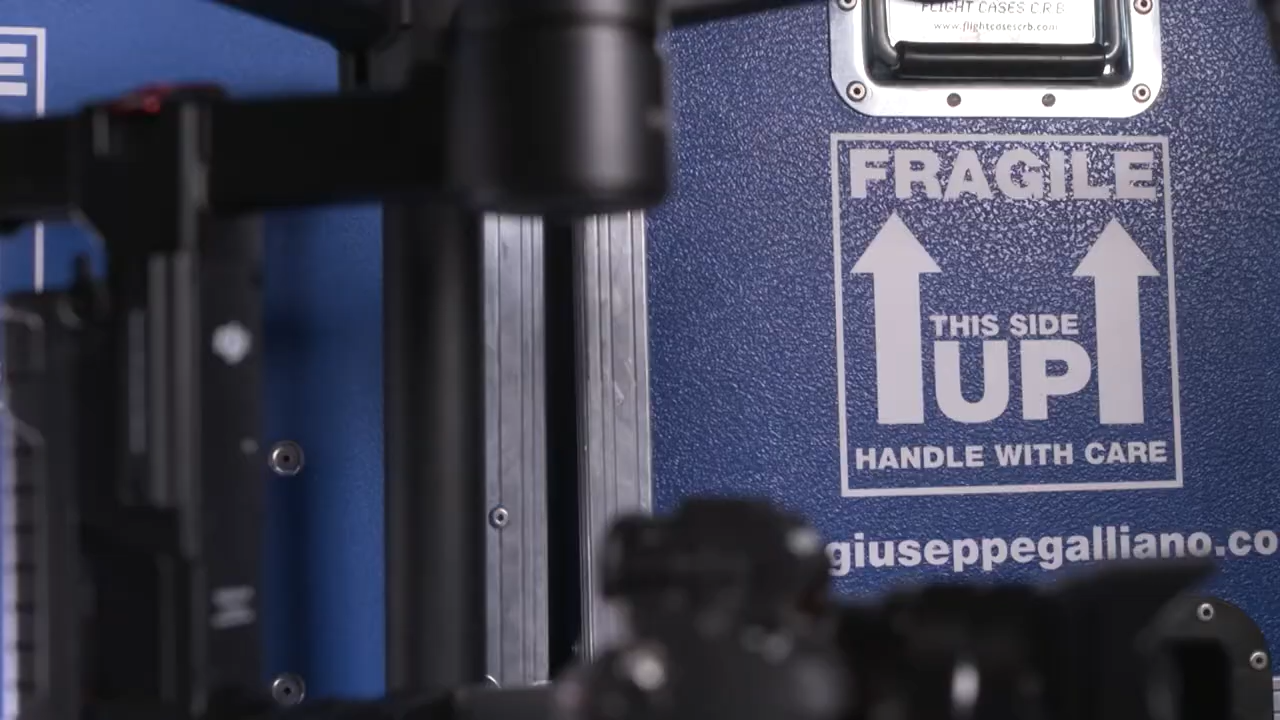 FLIGHT CASES C R B
www.flightcasescrb.com
E
FRAGILE
THIS SIDE
UP
HANDLE WITH CARE
giuseppegalliano.co